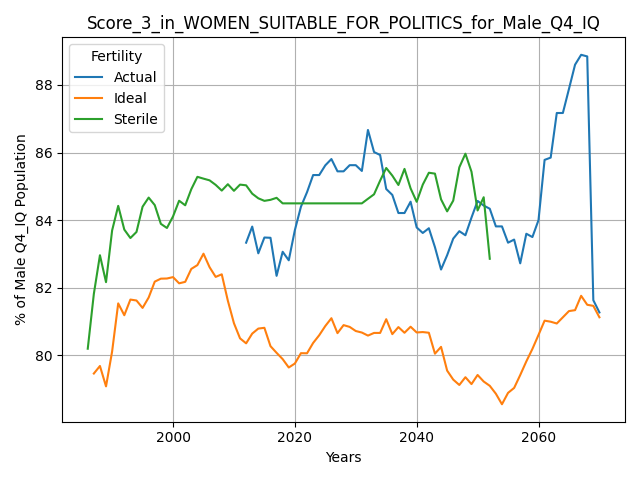 Score_3_in_WOMEN_SUITABLE_FOR_POLITICS_for_Male_Q4_IQ
Fertility
Actual
Ideal
Sterile
% of Male Q4_IQ Population
88
86
84
82
80
2000
2020
2040
2060
Years